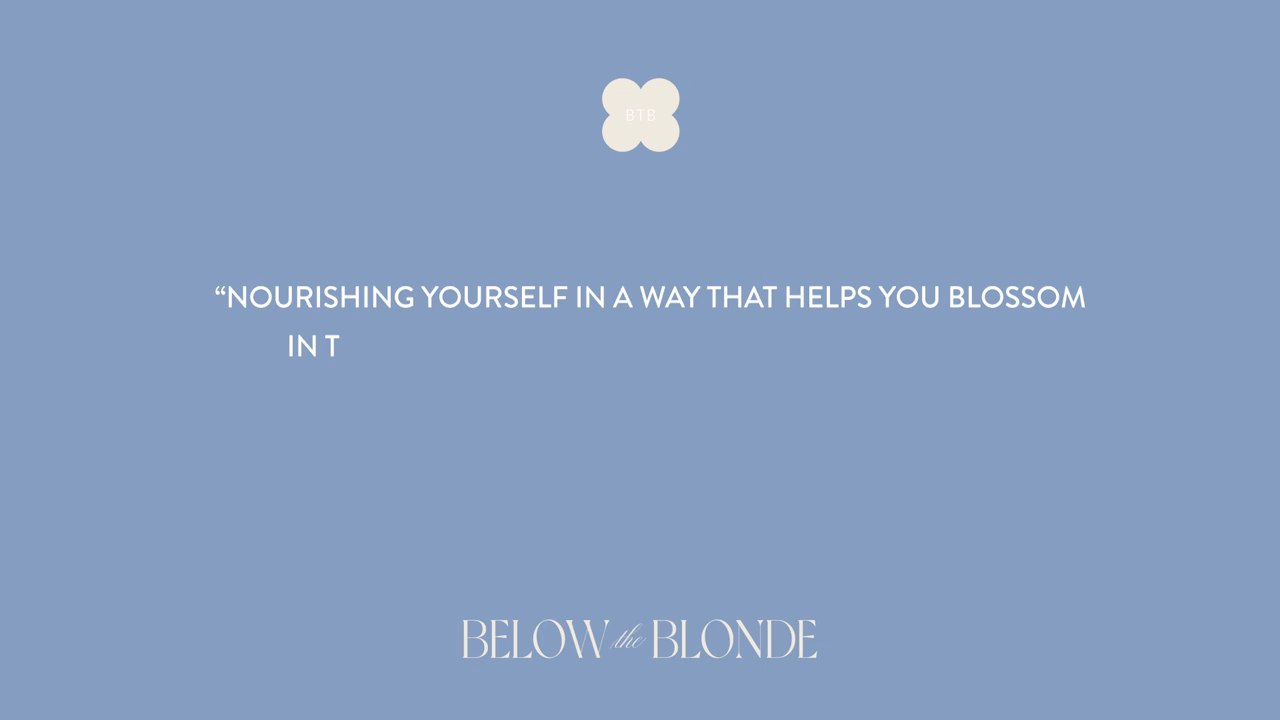 BTB
“NOURISHING YOURSELF IN A WAY THAT HELPS YOU BLOSSOM
IN T
BELOW the BLONDE